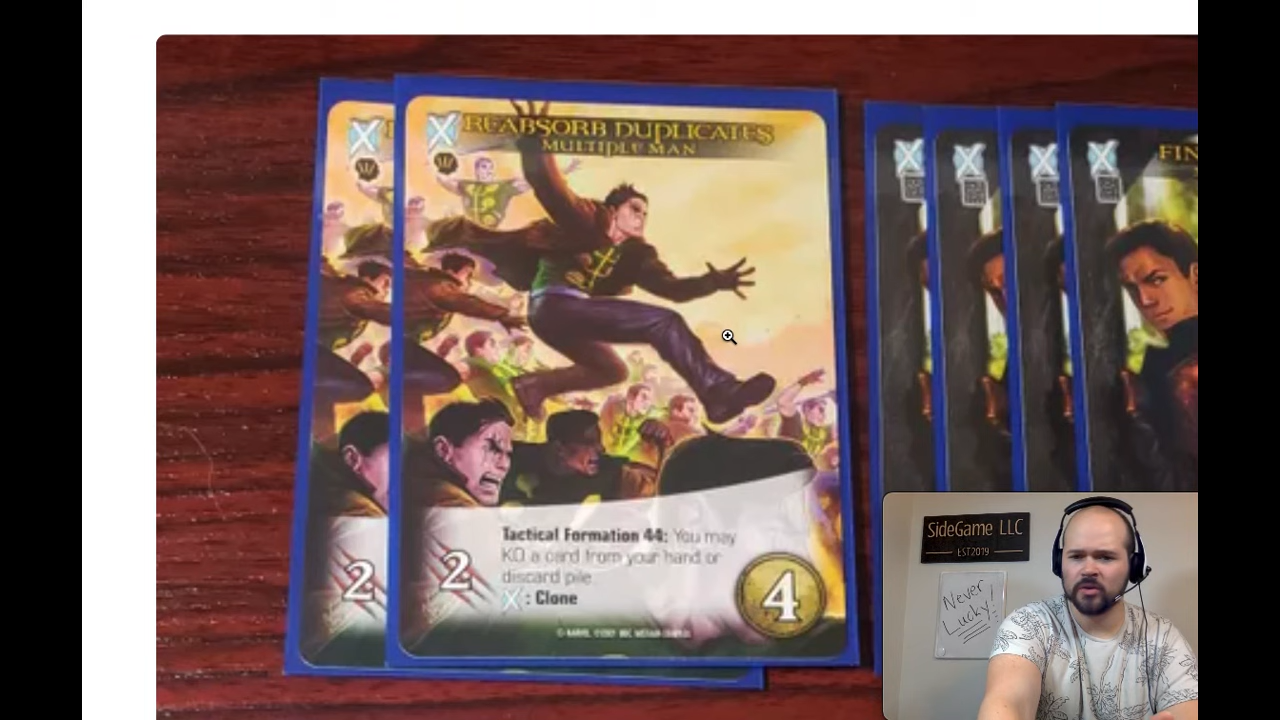 REABSORB DUPLICATES
MULTIPLE MAN
Tactical Formation 44: You may
KO a card from your hand or
discard pile
: Clone
2
2
4
FIN
SideGame LLC
EST.2019
Never
Lucky!